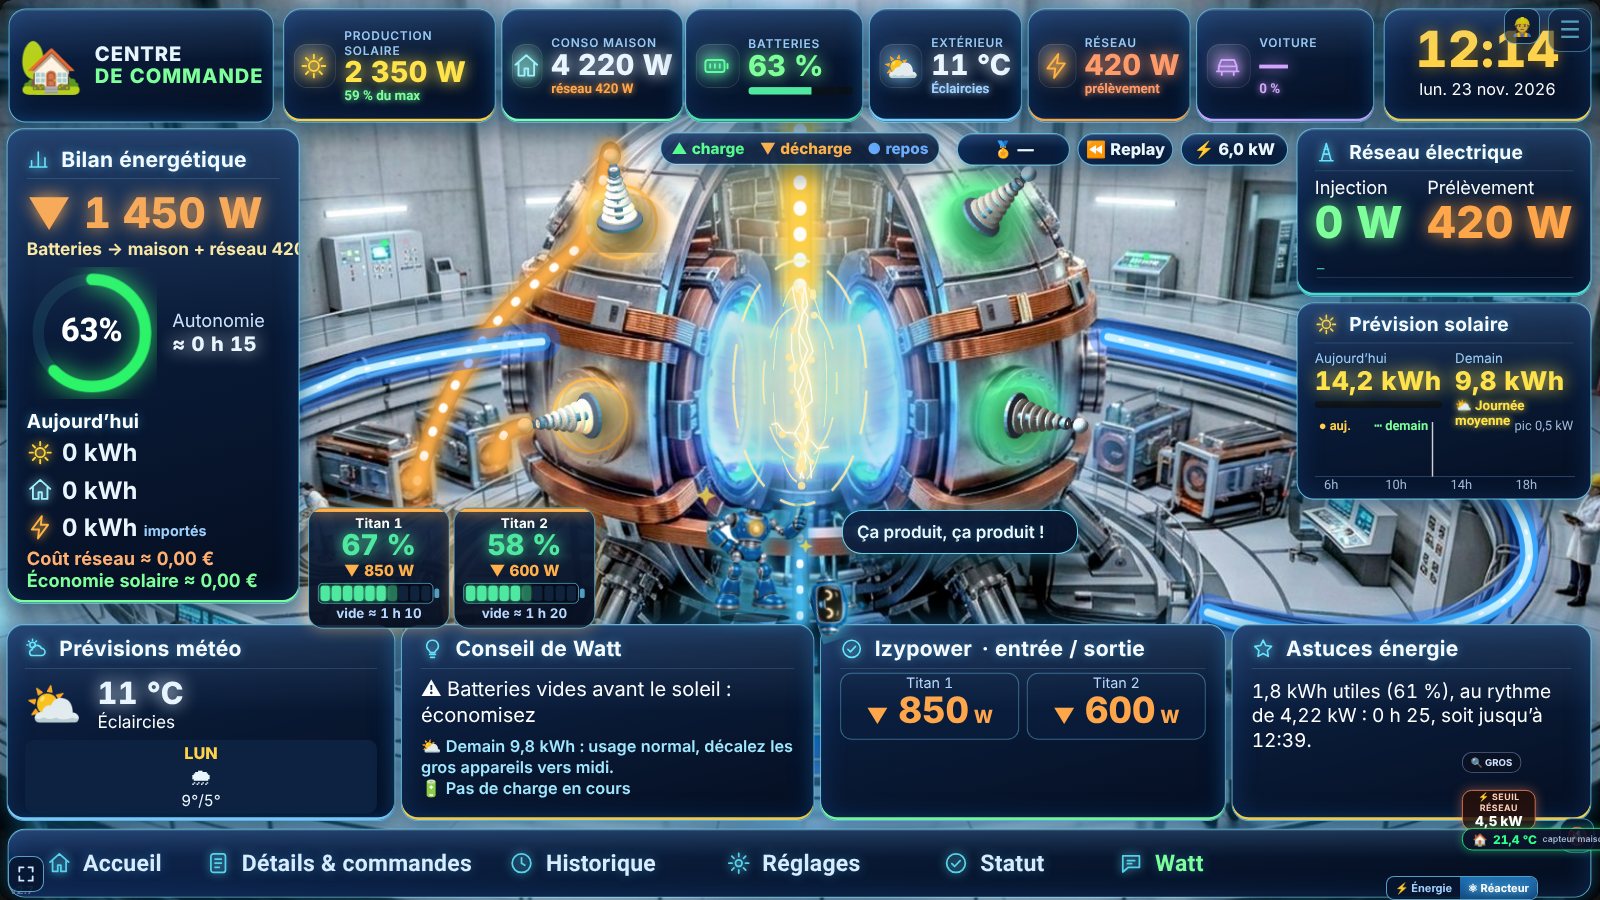 CENTRE
DE COMMANDE
PRODUCTION
SOLAIRE
2 350 W
59 % du max
CONSO MAISON
4 220 W
réseau 420 W
BATTERIES
63 %
EXTÉRIEUR
11 °C
Éclaircies
RÉSEAU
420 W
prélèvement
VOITURE
—
0 %
12:14
lun. 23 nov. 2026
Bilan énergétique
▼ 1 450 W
Batteries → maison + réseau 420
63%
Autonomie
≈ 0 h 15
Aujourd’hui
0 kWh
0 kWh
0 kWh importés
Coût réseau ≈ 0,00 €
Économie solaire ≈ 0,00 €
▲ charge ▼ décharge ● repos
🏅 —
⏪ Replay
⚡ 6,0 kW
Réseau électrique
Injection Prélèvement
0 W 420 W
–
Prévision solaire
Aujourd’hui Demain
14,2 kWh 9,8 kWh
⛅ Journée
moyenne
● auj. ┅ demain pic 0,5 kW
6h 10h 14h 18h
Titan 1
67 %
▼ 850 W
vide ≈ 1 h 10
Titan 2
58 %
▼ 600 W
vide ≈ 1 h 20
Ça produit, ça produit !
Prévisions météo
11 °C
Éclaircies
LUN
9°/5°
Conseil de Watt
⚠ Batteries vides avant le soleil :
économisez
⛅ Demain 9,8 kWh : usage normal, décalez les
gros appareils vers midi.
🔋 Pas de charge en cours
Izypower · entrée / sortie
Titan 1
▼ 850 W
Titan 2
▼ 600 W
Astuces énergie
1,8 kWh utiles (61 %), au rythme
de 4,22 kW : 0 h 25, soit jusqu’à
12:39.
🔍 GROS
⚡ SEUIL
RÉSEAU
4,5 kW
🏠 21,4 °C capteur mais
Accueil
Détails & commandes
Historique
Réglages
Statut
Watt
⚡ Énergie
⚛ Réacteur